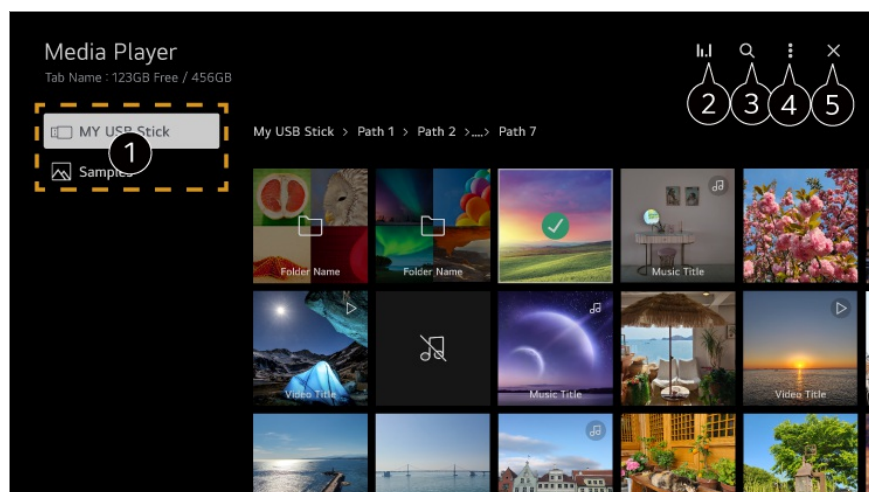 Media Player
Tab Name : 123GB Free / 456GB
2
3
4
5
MY USB Stick
1
Samples
My USB Stick > Path 1 > Path 2 >....> Path 7
Folder Name
Folder Name
Music Title
Video Title
Music Title
Video Title